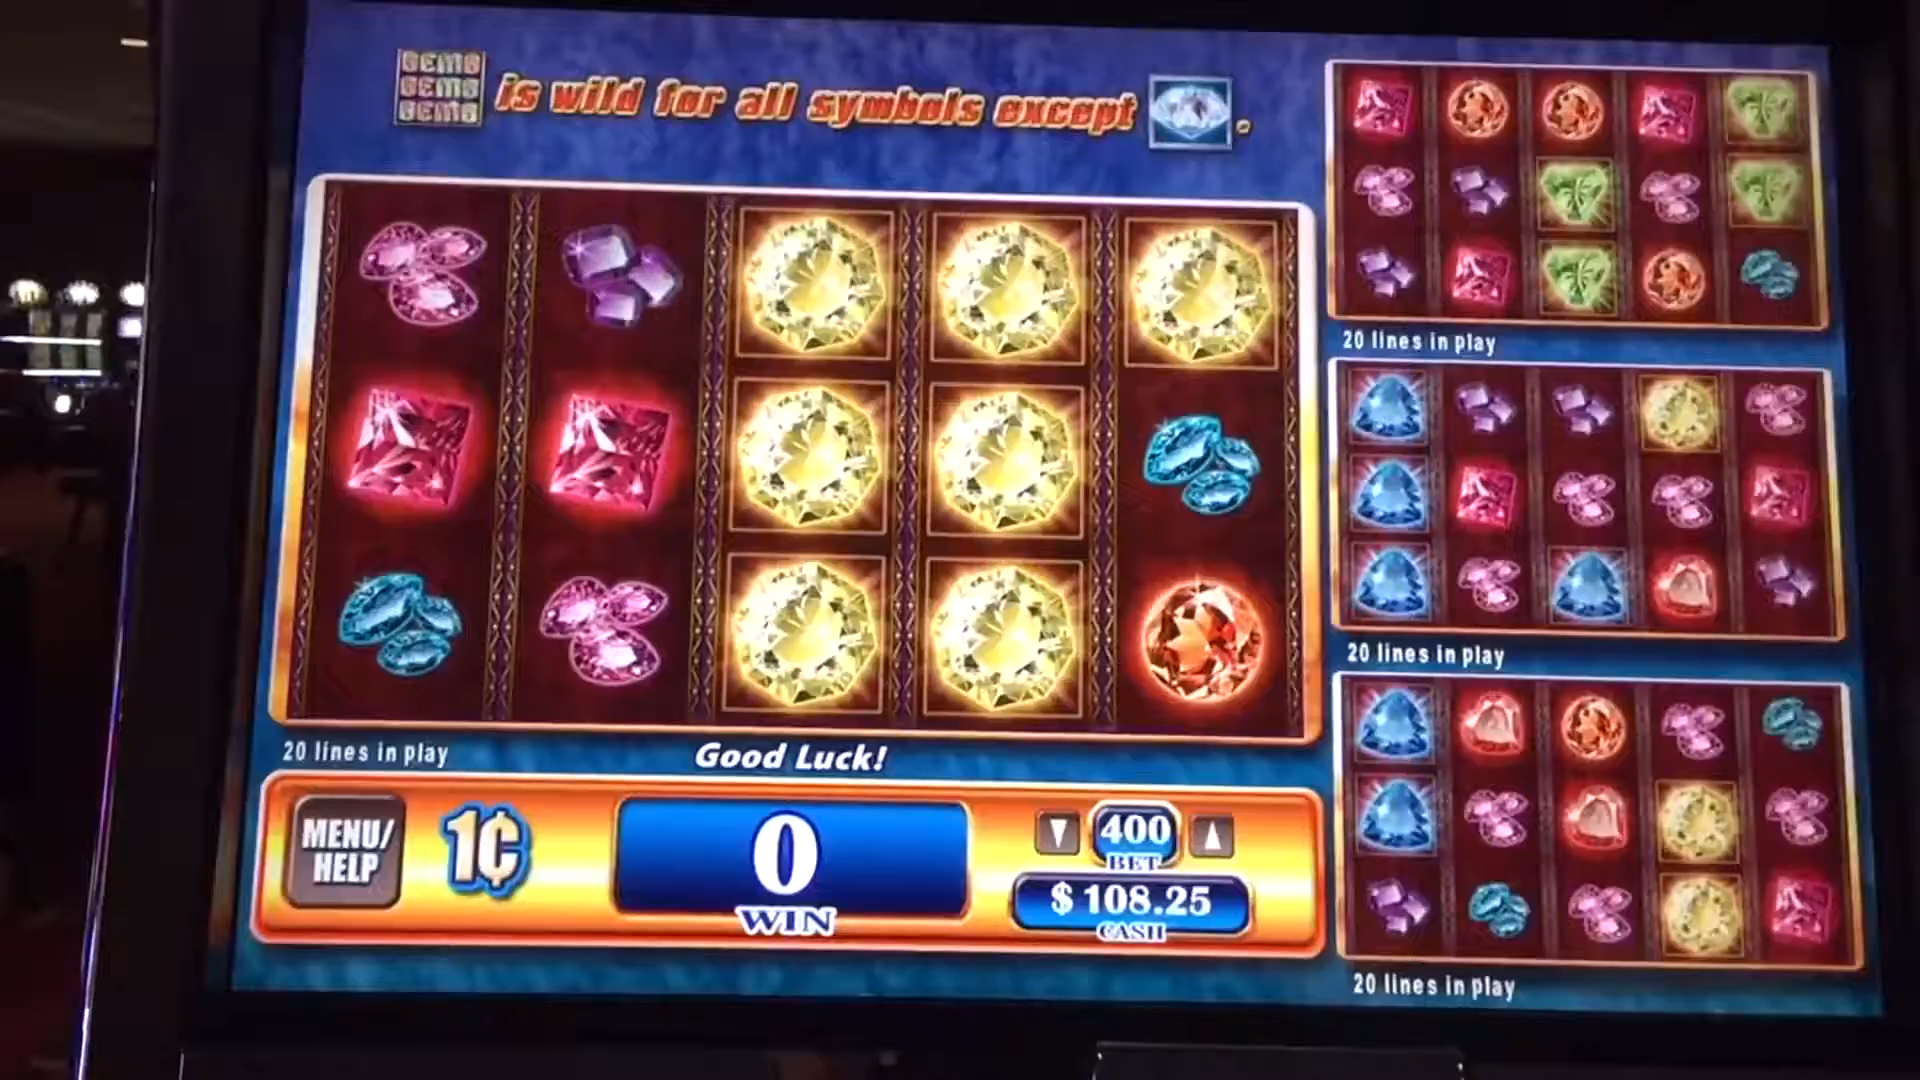 GEMS
GEMS
GEMS
is wild for all symbols except .
20 lines in play
20 lines in play
20 lines in play
20 lines in play
Good Luck!
MENU/
HELP
1¢
0
WIN
400
BET
$ 108.25
CASH